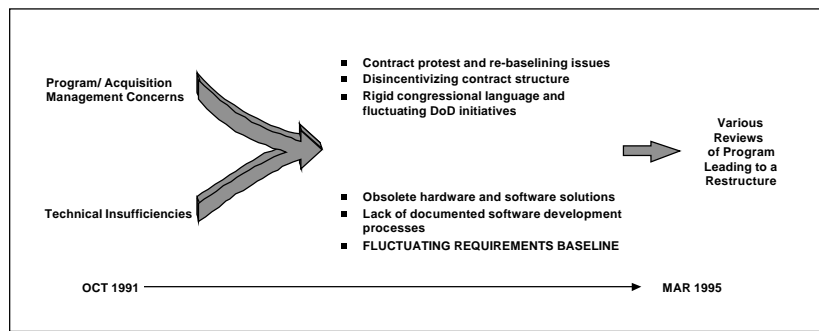 Program/ Acquisition
Management Concerns
■ Contract protest and re-baselining issues
■ Disincentivizing contract structure
■ Rigid congressional language and
fluctuating DoD initiatives
Various
Reviews
of Program
Leading to a
Restructure
Technical Insufficiencies
■ Obsolete hardware and software solutions
■ Lack of documented software development
processes
■ FLUCTUATING REQUIREMENTS BASELINE
OCT 1991
MAR 1995